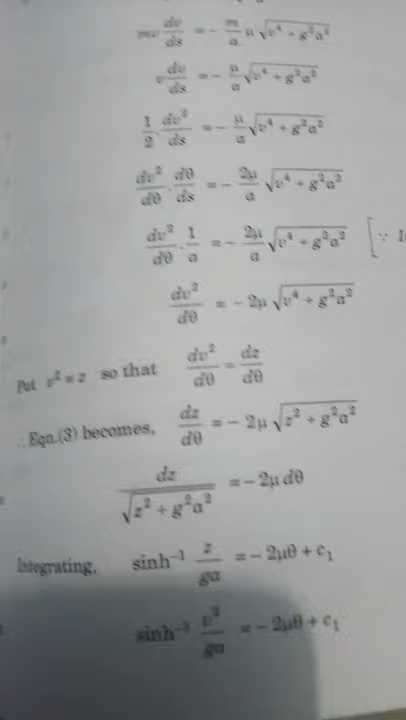 mv dv/ds = - m/a μ √(v⁴ + g²a²)
v dv/ds = - μ/a √(v⁴ + g²a²)
1/2 · dv²/ds = - μ/a √(v⁴ + g²a²)
dv²/dθ · dθ/ds = - 2μ/a √(v⁴ + g²a²)
dv²/dθ · 1/a = - 2μ/a √(v⁴ + g²a²) [∵
dv²/dθ = - 2μ √(v⁴ + g²a²)
Put v² = z so that dv²/dθ = dz/dθ
∴ Eqn.(3) becomes, dz/dθ = - 2μ √(z² + g²a²)
dz/√(z² + g²a²) = - 2μ dθ
Integrating, sinh⁻¹ z/ga = - 2μθ + c₁
sinh⁻¹ v²/ga = - 2μθ + c₁